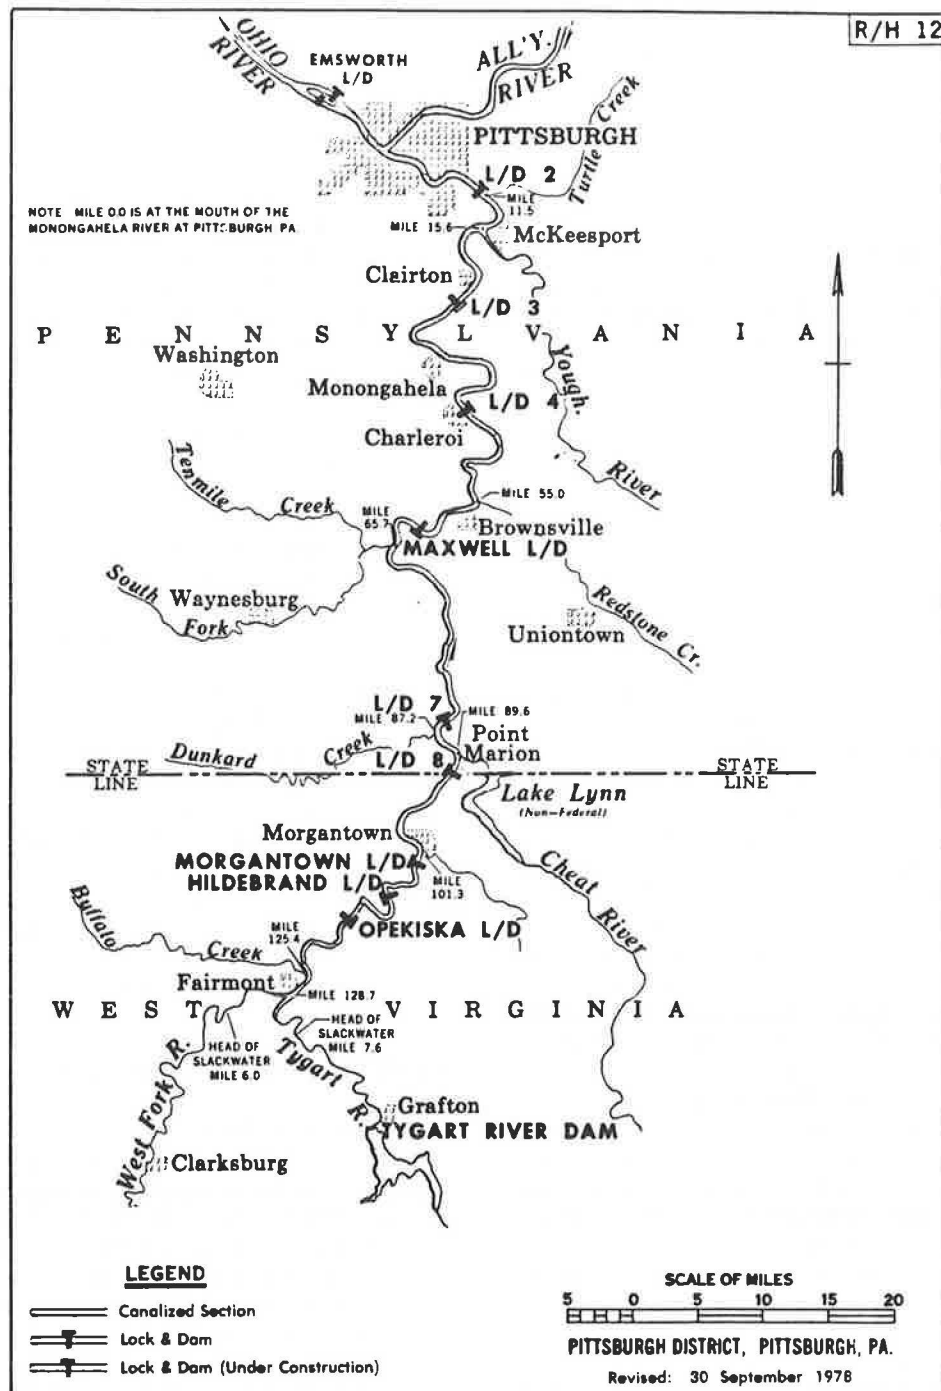 R/H 12
OHIO
RIVER
EMSWORTH
L/D
ALL'Y.
RIVER
PITTSBURGH
Turtle Creek
L/D 2
MILE
11.5
NOTE MILE 0.0 IS AT THE MOUTH OF THE
MONONGAHELA RIVER AT PITTSBURGH PA.
MILE 15.6
McKeesport
Clairton
L/D 3
PENNSYLVANIA
Washington
Monongahela
L/D 4
Yough.
River
Charleroi
Tenmile
Creek
MILE
65.7
MILE 55.0
Brownsville
MAXWELL L/D
South
Fork
Waynesburg
Redstone Cr.
Uniontown
L/D 7
MILE 87.2
MILE 89.6
Point
Marion
Dunkard
Creek
L/D 8
STATE
LINE
STATE
LINE
Lake Lynn
(Non-Federal)
Morgantown
MORGANTOWN L/D
HILDEBRAND L/D
MILE
101.3
Cheat
River
OPEKISKA L/D
Buffalo
Creek
MILE
125.4
Fairmont
MILE 128.7
WEST VIRGINIA
HEAD OF
SLACKWATER
MILE 7.6
HEAD OF
SLACKWATER
MILE 6.0
Tygart
R.
West Fork R.
Grafton
TYGART RIVER DAM
Clarksburg
LEGEND
Canalized Section
Lock & Dam
Lock & Dam (Under Construction)
SCALE OF MILES
5 0 5 10 15 20
PITTSBURGH DISTRICT, PITTSBURGH, PA.
Revised: 30 September 1978